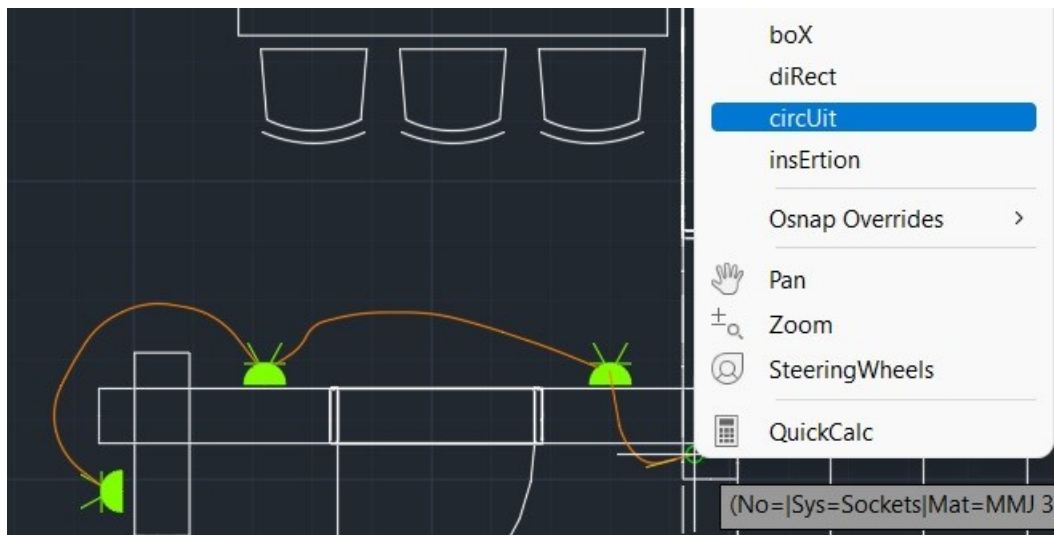 boX
diRect
circUit
insErtion
Osnap Overrides
Pan
Zoom
SteeringWheels
QuickCalc
(No=|Sys=Sockets|Mat=MMJ 3